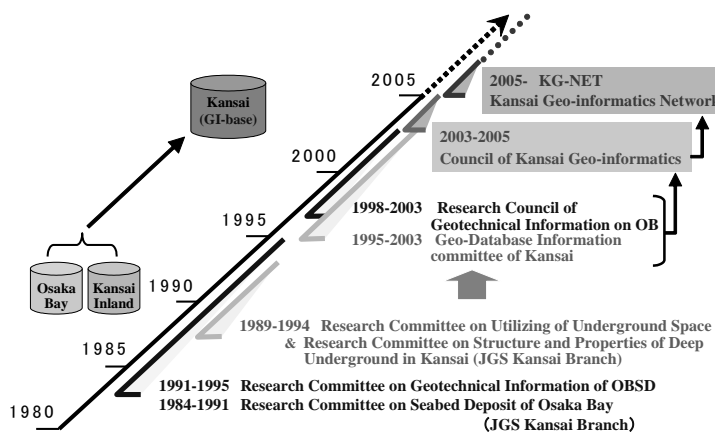 2005
2000
1995
1990
1985
1980
Kansai
(GI-base)
Osaka
Bay
Kansai
Inland
2005- KG-NET
Kansai Geo-informatics Network
2003-2005
Council of Kansai Geo-informatics
1998-2003 Research Council of
Geotechnical Information on OB
1995-2003 Geo-Database Information
committee of Kansai
1989-1994 Research Committee on Utilizing of Underground Space
& Research Committee on Structure and Properties of Deep
Underground in Kansai (JGS Kansai Branch)
1991-1995 Research Committee on Geotechnical Information of OBSD
1984-1991 Research Committee on Seabed Deposit of Osaka Bay
(JGS Kansai Branch)